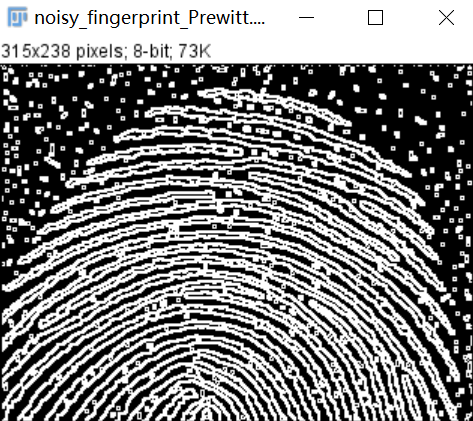 noisy_fingerprint_Prewitt....
315x238 pixels; 8-bit; 73K